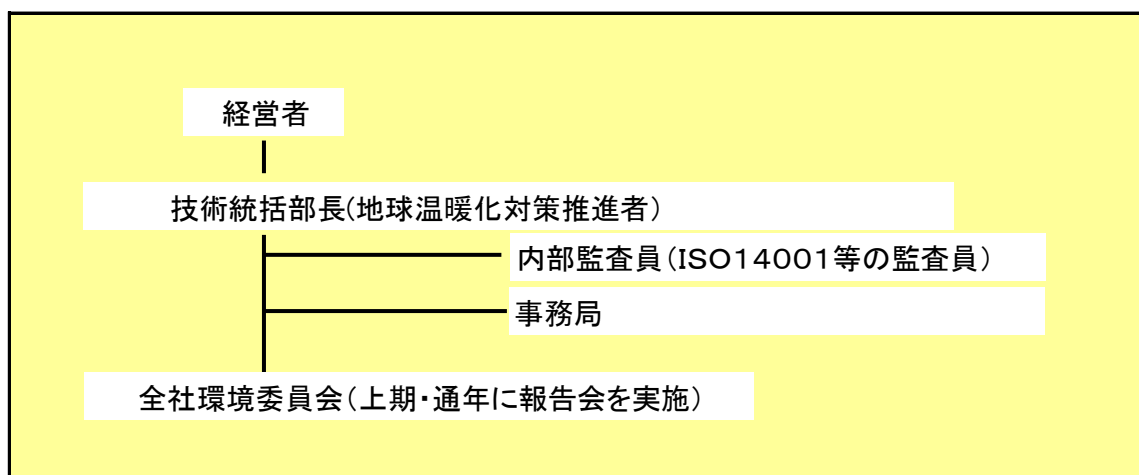 経営者
技術統括部長(地球温暖化対策推進者）
内部監査員（ISO１４００１等の監査員）
事務局
全社環境委員会（上期・通年に報告会を実施）